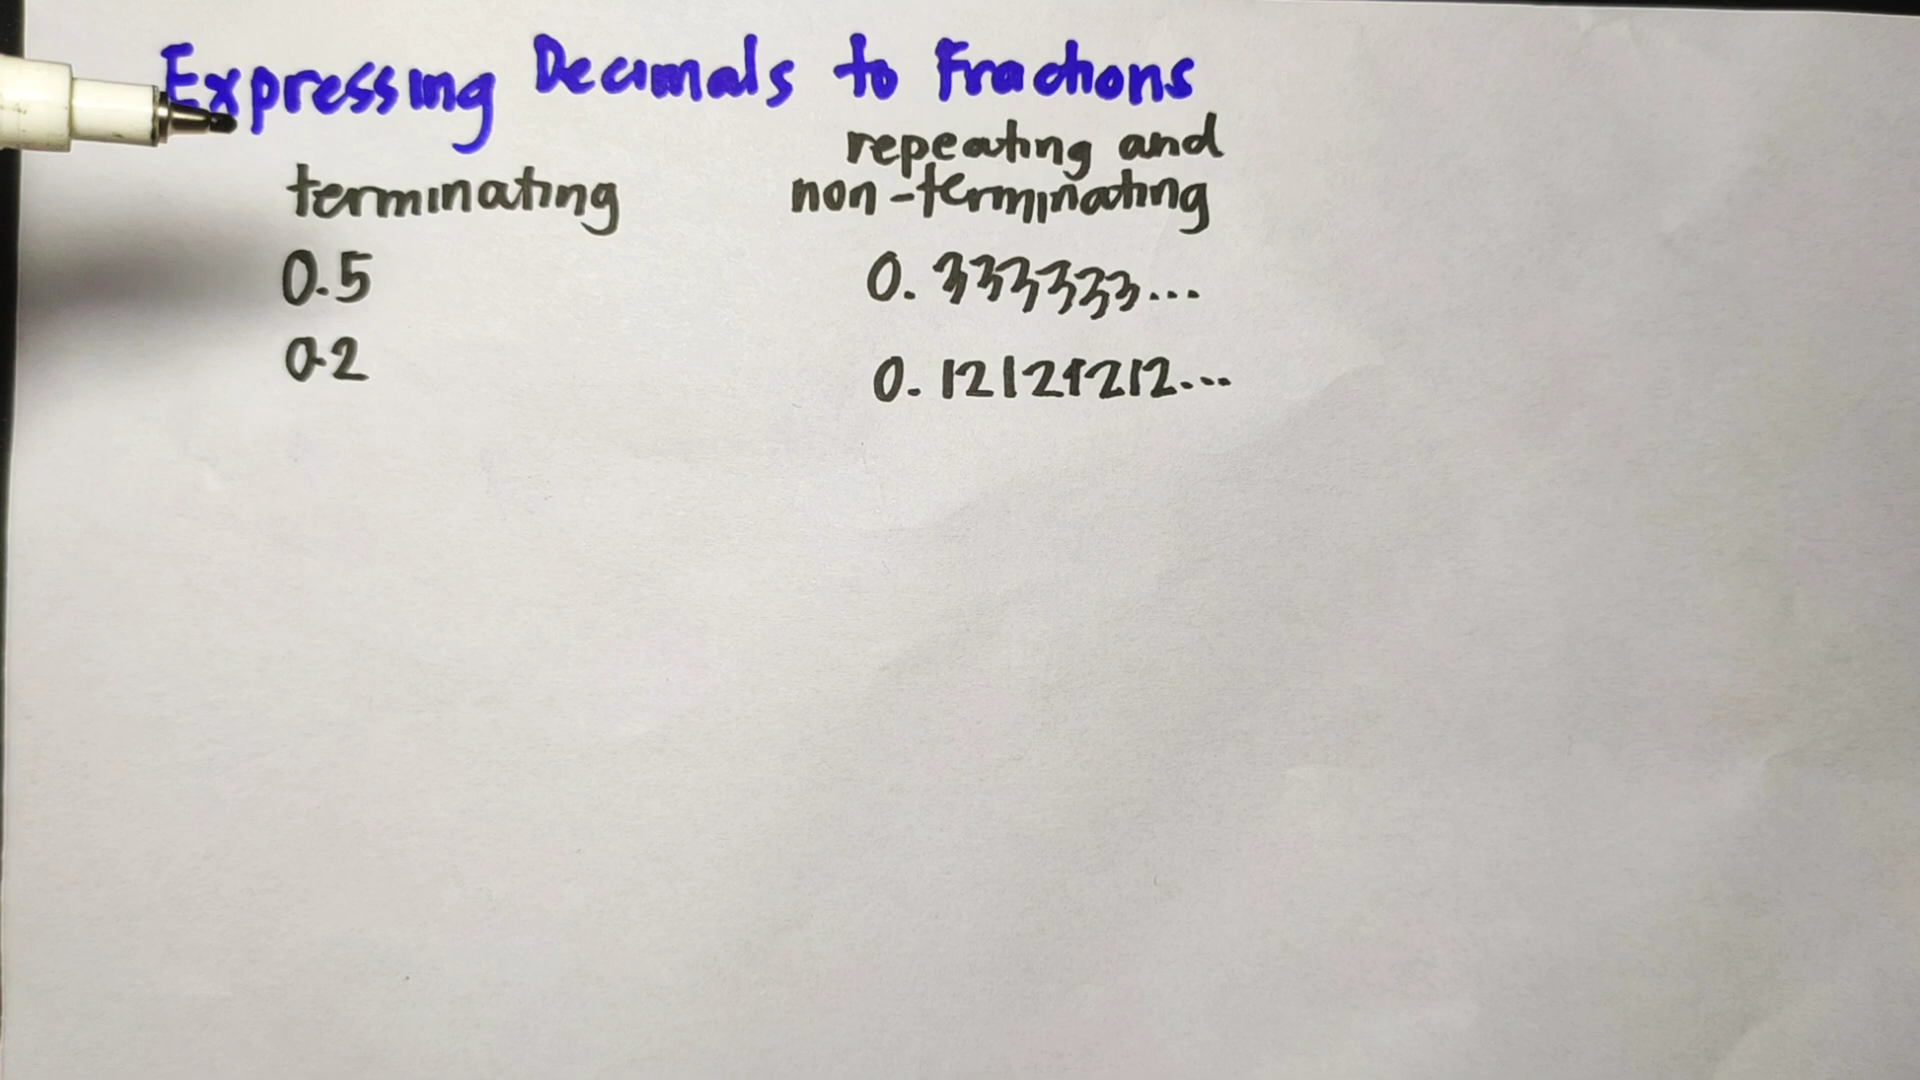 Expressing Decimals to Fractions
terminating
0.5
0.2
repeating and
non-terminating
0.333333...
0.12121212...